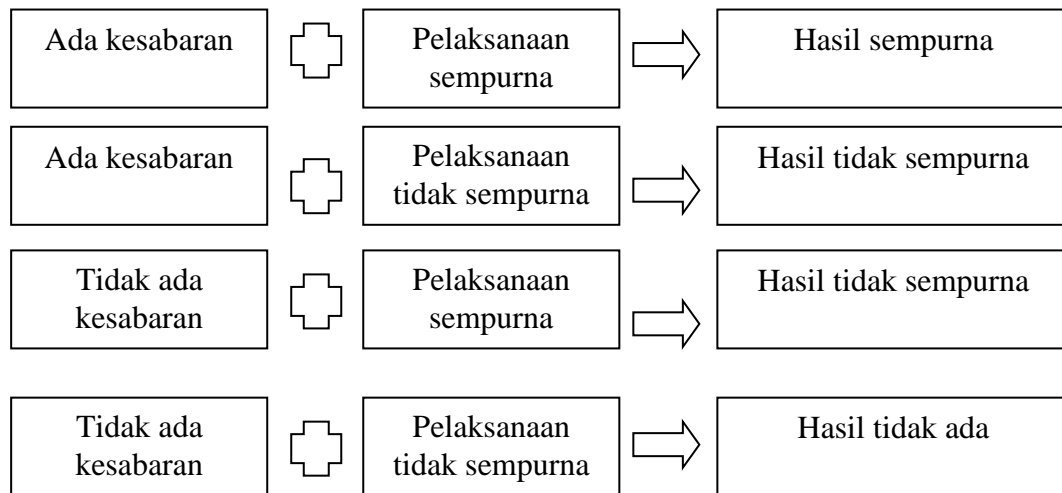 Ada kesabaran
Pelaksanaan
sempurna
Hasil sempurna
Ada kesabaran
Pelaksanaan
tidak sempurna
Hasil tidak sempurna
Tidak ada
kesabaran
Pelaksanaan
sempurna
Hasil tidak sempurna
Tidak ada
kesabaran
Pelaksanaan
tidak sempurna
Hasil tidak ada